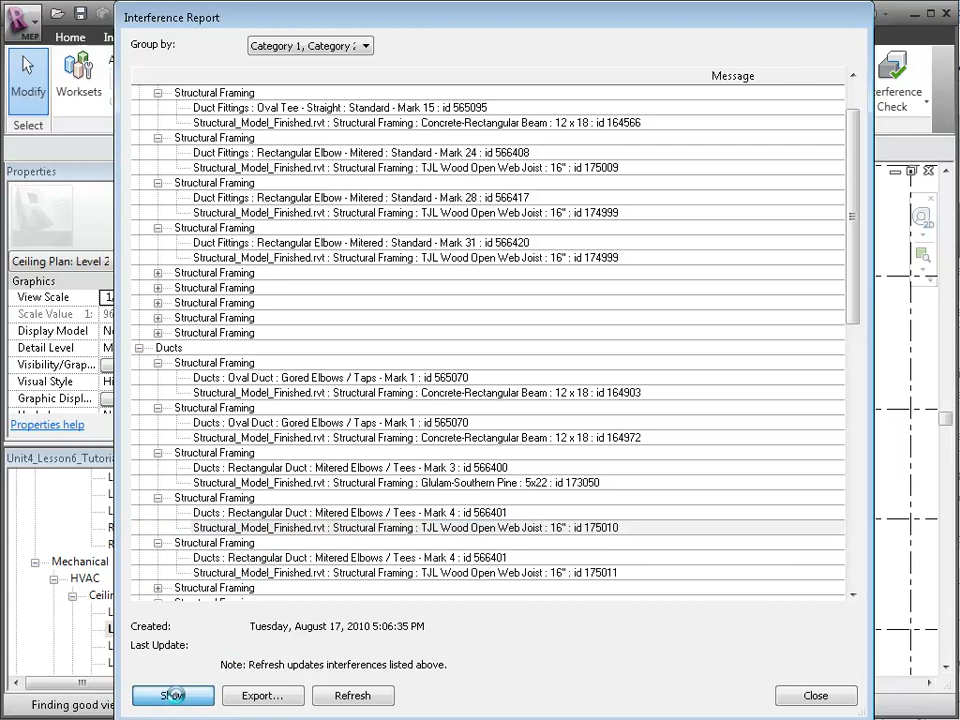 Interference Report
MEP
Home
In
Group by:
Category 1, Category 2
Modify
Worksets
Select
terference
Check
Message
Structural Framing
Duct Fittings : Oval Tee - Straight : Standard - Mark 15 : id 565095
Structural_Model_Finished.rvt : Structural Framing : Concrete-Rectangular Beam : 12 x 18 : id 164566
Structural Framing
Duct Fittings : Rectangular Elbow - Mitered : Standard - Mark 24 : id 566408
Structural_Model_Finished.rvt : Structural Framing : TJL Wood Open Web Joist : 16" : id 175009
Structural Framing
Duct Fittings : Rectangular Elbow - Mitered : Standard - Mark 28 : id 566417
Structural_Model_Finished.rvt : Structural Framing : TJL Wood Open Web Joist : 16" : id 174999
Structural Framing
Duct Fittings : Rectangular Elbow - Mitered : Standard - Mark 31 : id 566420
Structural_Model_Finished.rvt : Structural Framing : TJL Wood Open Web Joist : 16" : id 174999
Structural Framing
Structural Framing
Structural Framing
Structural Framing
Structural Framing
Ducts
Structural Framing
Ducts : Oval Duct : Gored Elbows / Taps - Mark 1 : id 565070
Structural_Model_Finished.rvt : Structural Framing : Concrete-Rectangular Beam : 12 x 18 : id 164903
Structural Framing
Ducts : Oval Duct : Gored Elbows / Taps - Mark 1 : id 565070
Structural_Model_Finished.rvt : Structural Framing : Concrete-Rectangular Beam : 12 x 18 : id 164972
Structural Framing
Ducts : Rectangular Duct : Mitered Elbows / Tees - Mark 3 : id 566400
Structural_Model_Finished.rvt : Structural Framing : Glulam-Southern Pine : 5x22 : id 173050
Structural Framing
Ducts : Rectangular Duct : Mitered Elbows / Tees - Mark 4 : id 566401
Structural_Model_Finished.rvt : Structural Framing : TJL Wood Open Web Joist : 16" : id 175010
Structural Framing
Ducts : Rectangular Duct : Mitered Elbows / Tees - Mark 4 : id 566401
Structural_Model_Finished.rvt : Structural Framing : TJL Wood Open Web Joist : 16" : id 175011
Structural Framing
Created: Tuesday, August 17, 2010 5:06:35 PM
Last Update:
Note: Refresh updates interferences listed above.
Show
Export...
Refresh
Close
Properties
Ceiling Plan: Level 2
Graphics
View Scale
Scale Value 1: 96
Display Model
Detail Level
Visibility/Grap...
Visual Style
Graphic Displ...
Properties help
Unit4_Lesson6_Tutoria
Mechanical
HVAC
Ceilin
Finding good vie
2D